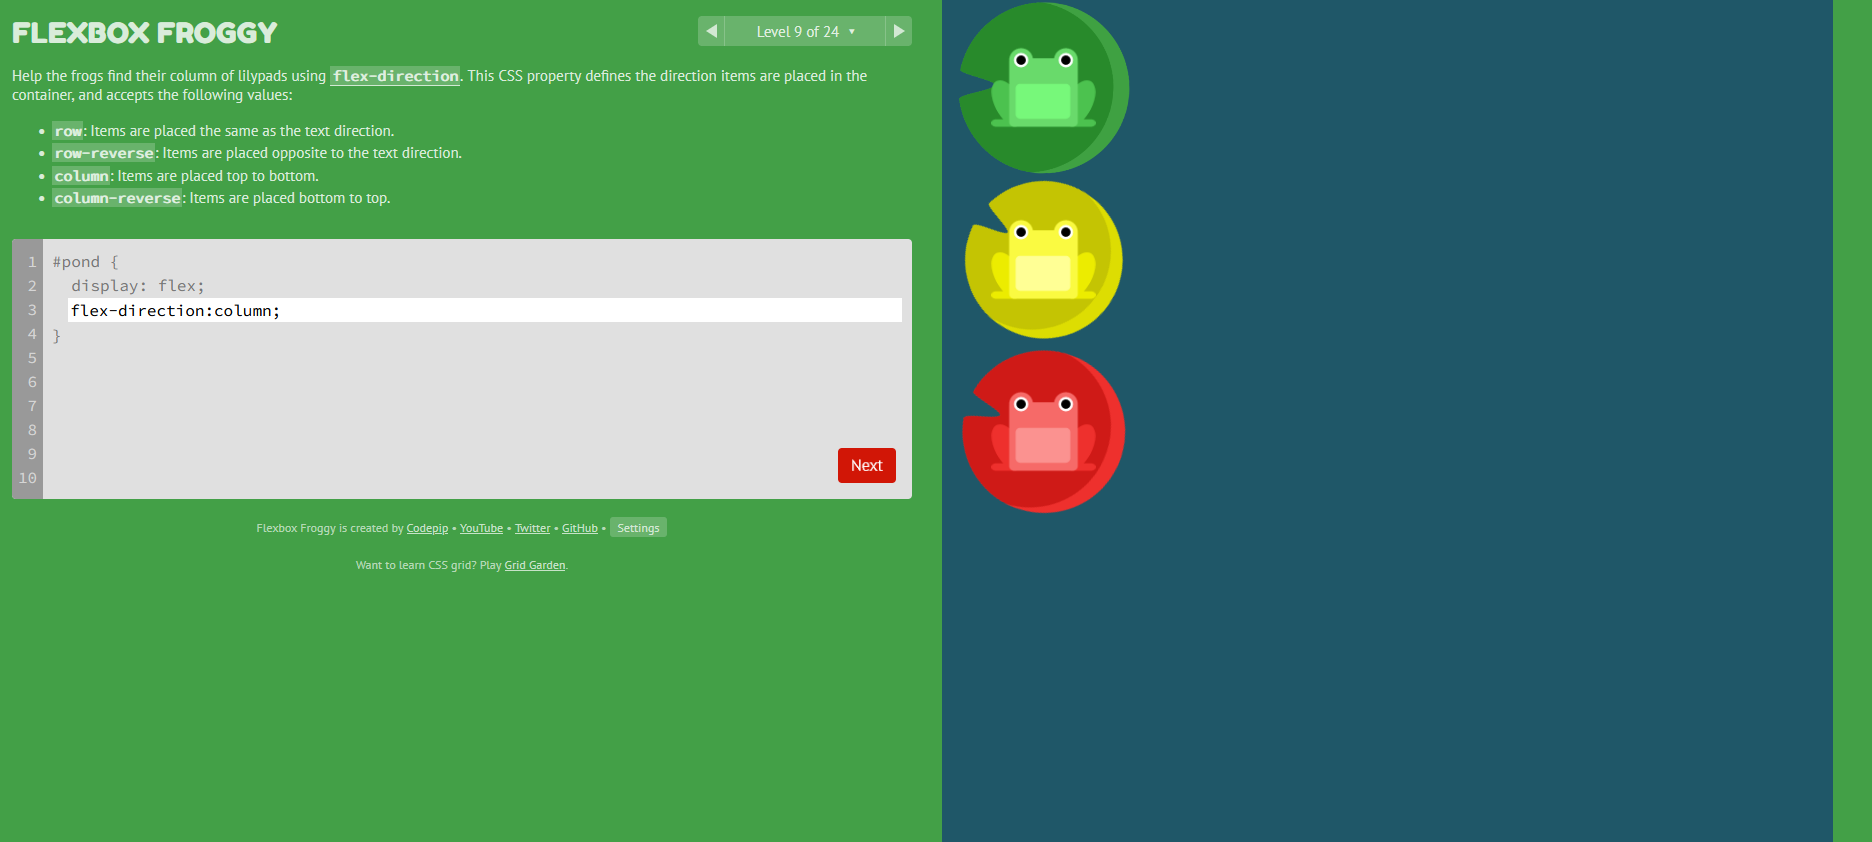 FLEXBOX FROGGY
Level 9 of 24
Help the frogs find their column of lilypads using flex-direction. This CSS property defines the direction items are placed in the
container, and accepts the following values:
• row: Items are placed the same as the text direction.
• row-reverse: Items are placed opposite to the text direction.
• column: Items are placed top to bottom.
• column-reverse: Items are placed bottom to top.
1 #pond {
2 display: flex;
3 flex-direction:column;
4 }
5
6
7
8
9
10
Next
Flexbox Froggy is created by Codepip • YouTube • Twitter • GitHub • Settings
Want to learn CSS grid? Play Grid Garden.